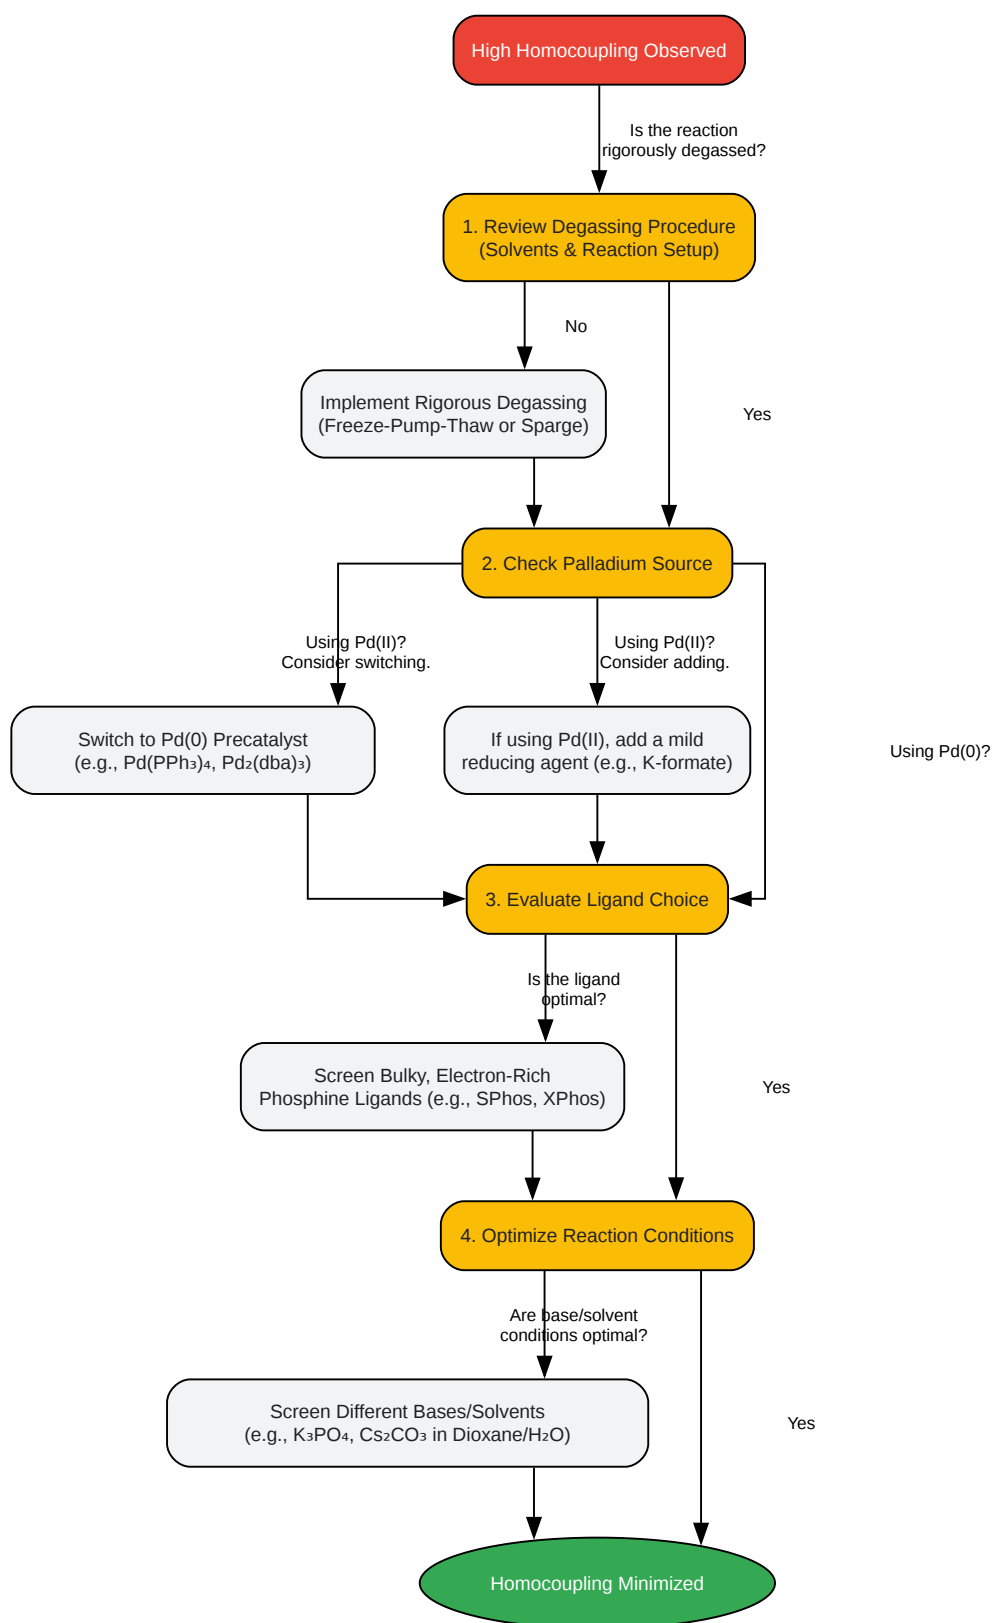 High Homocoupling Observed
Is the reaction
rigorously degassed?
1. Review Degassing Procedure
(Solvents & Reaction Setup)
No
Implement Rigorous Degassing
(Freeze-Pump-Thaw or Sparge)
Yes
2. Check Palladium Source
Using Pd(II)?
Consider switching.
Using Pd(II)?
Consider adding.
Switch to Pd(0) Precatalyst
(e.g., Pd(PPh₃)₄, Pd₂(dba)₃)
If using Pd(II), add a mild
reducing agent (e.g., K-formate)
Using Pd(0)?
3. Evaluate Ligand Choice
Is the ligand
optimal?
Screen Bulky, Electron-Rich
Phosphine Ligands (e.g., SPhos, XPhos)
Yes
4. Optimize Reaction Conditions
Are base/solvent
conditions optimal?
Screen Different Bases/Solvents
(e.g., K₃PO₄, Cs₂CO₃ in Dioxane/H₂O)
Yes
Homocoupling Minimized